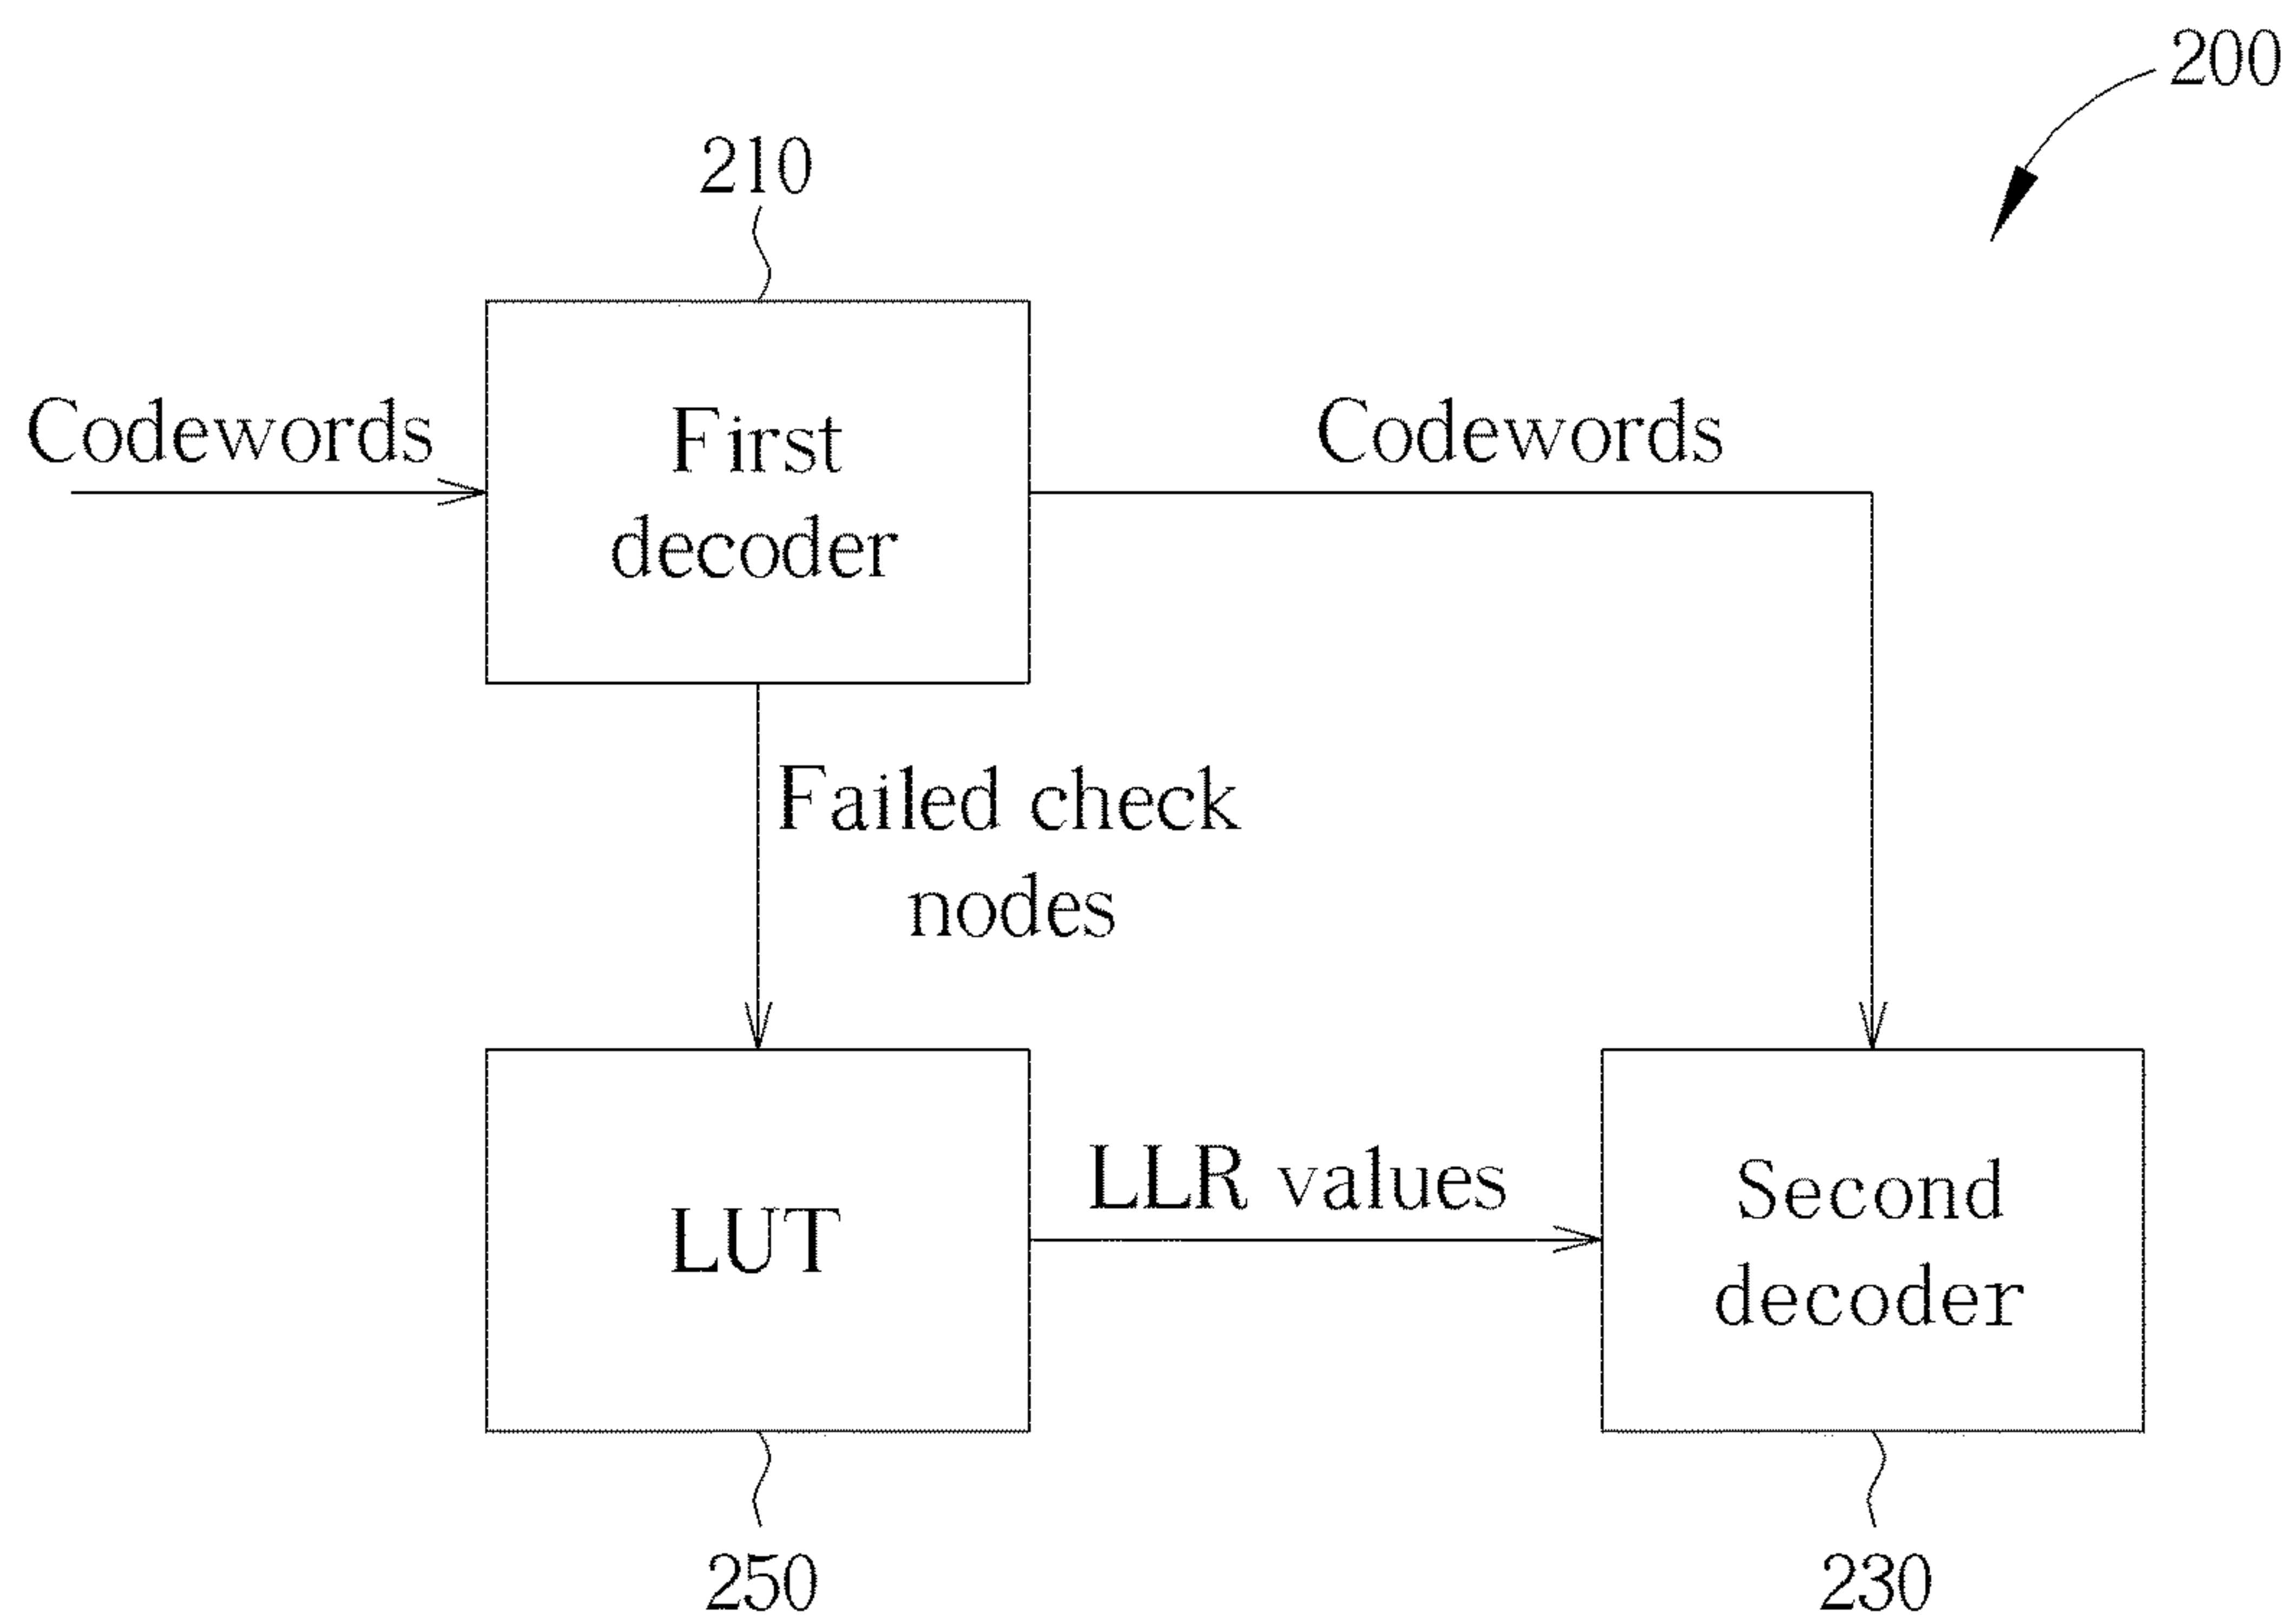 200
210
Codewords
First
decoder
Codewords
Failed check
nodes
LUT
LLR values
Second
decoder
250
230